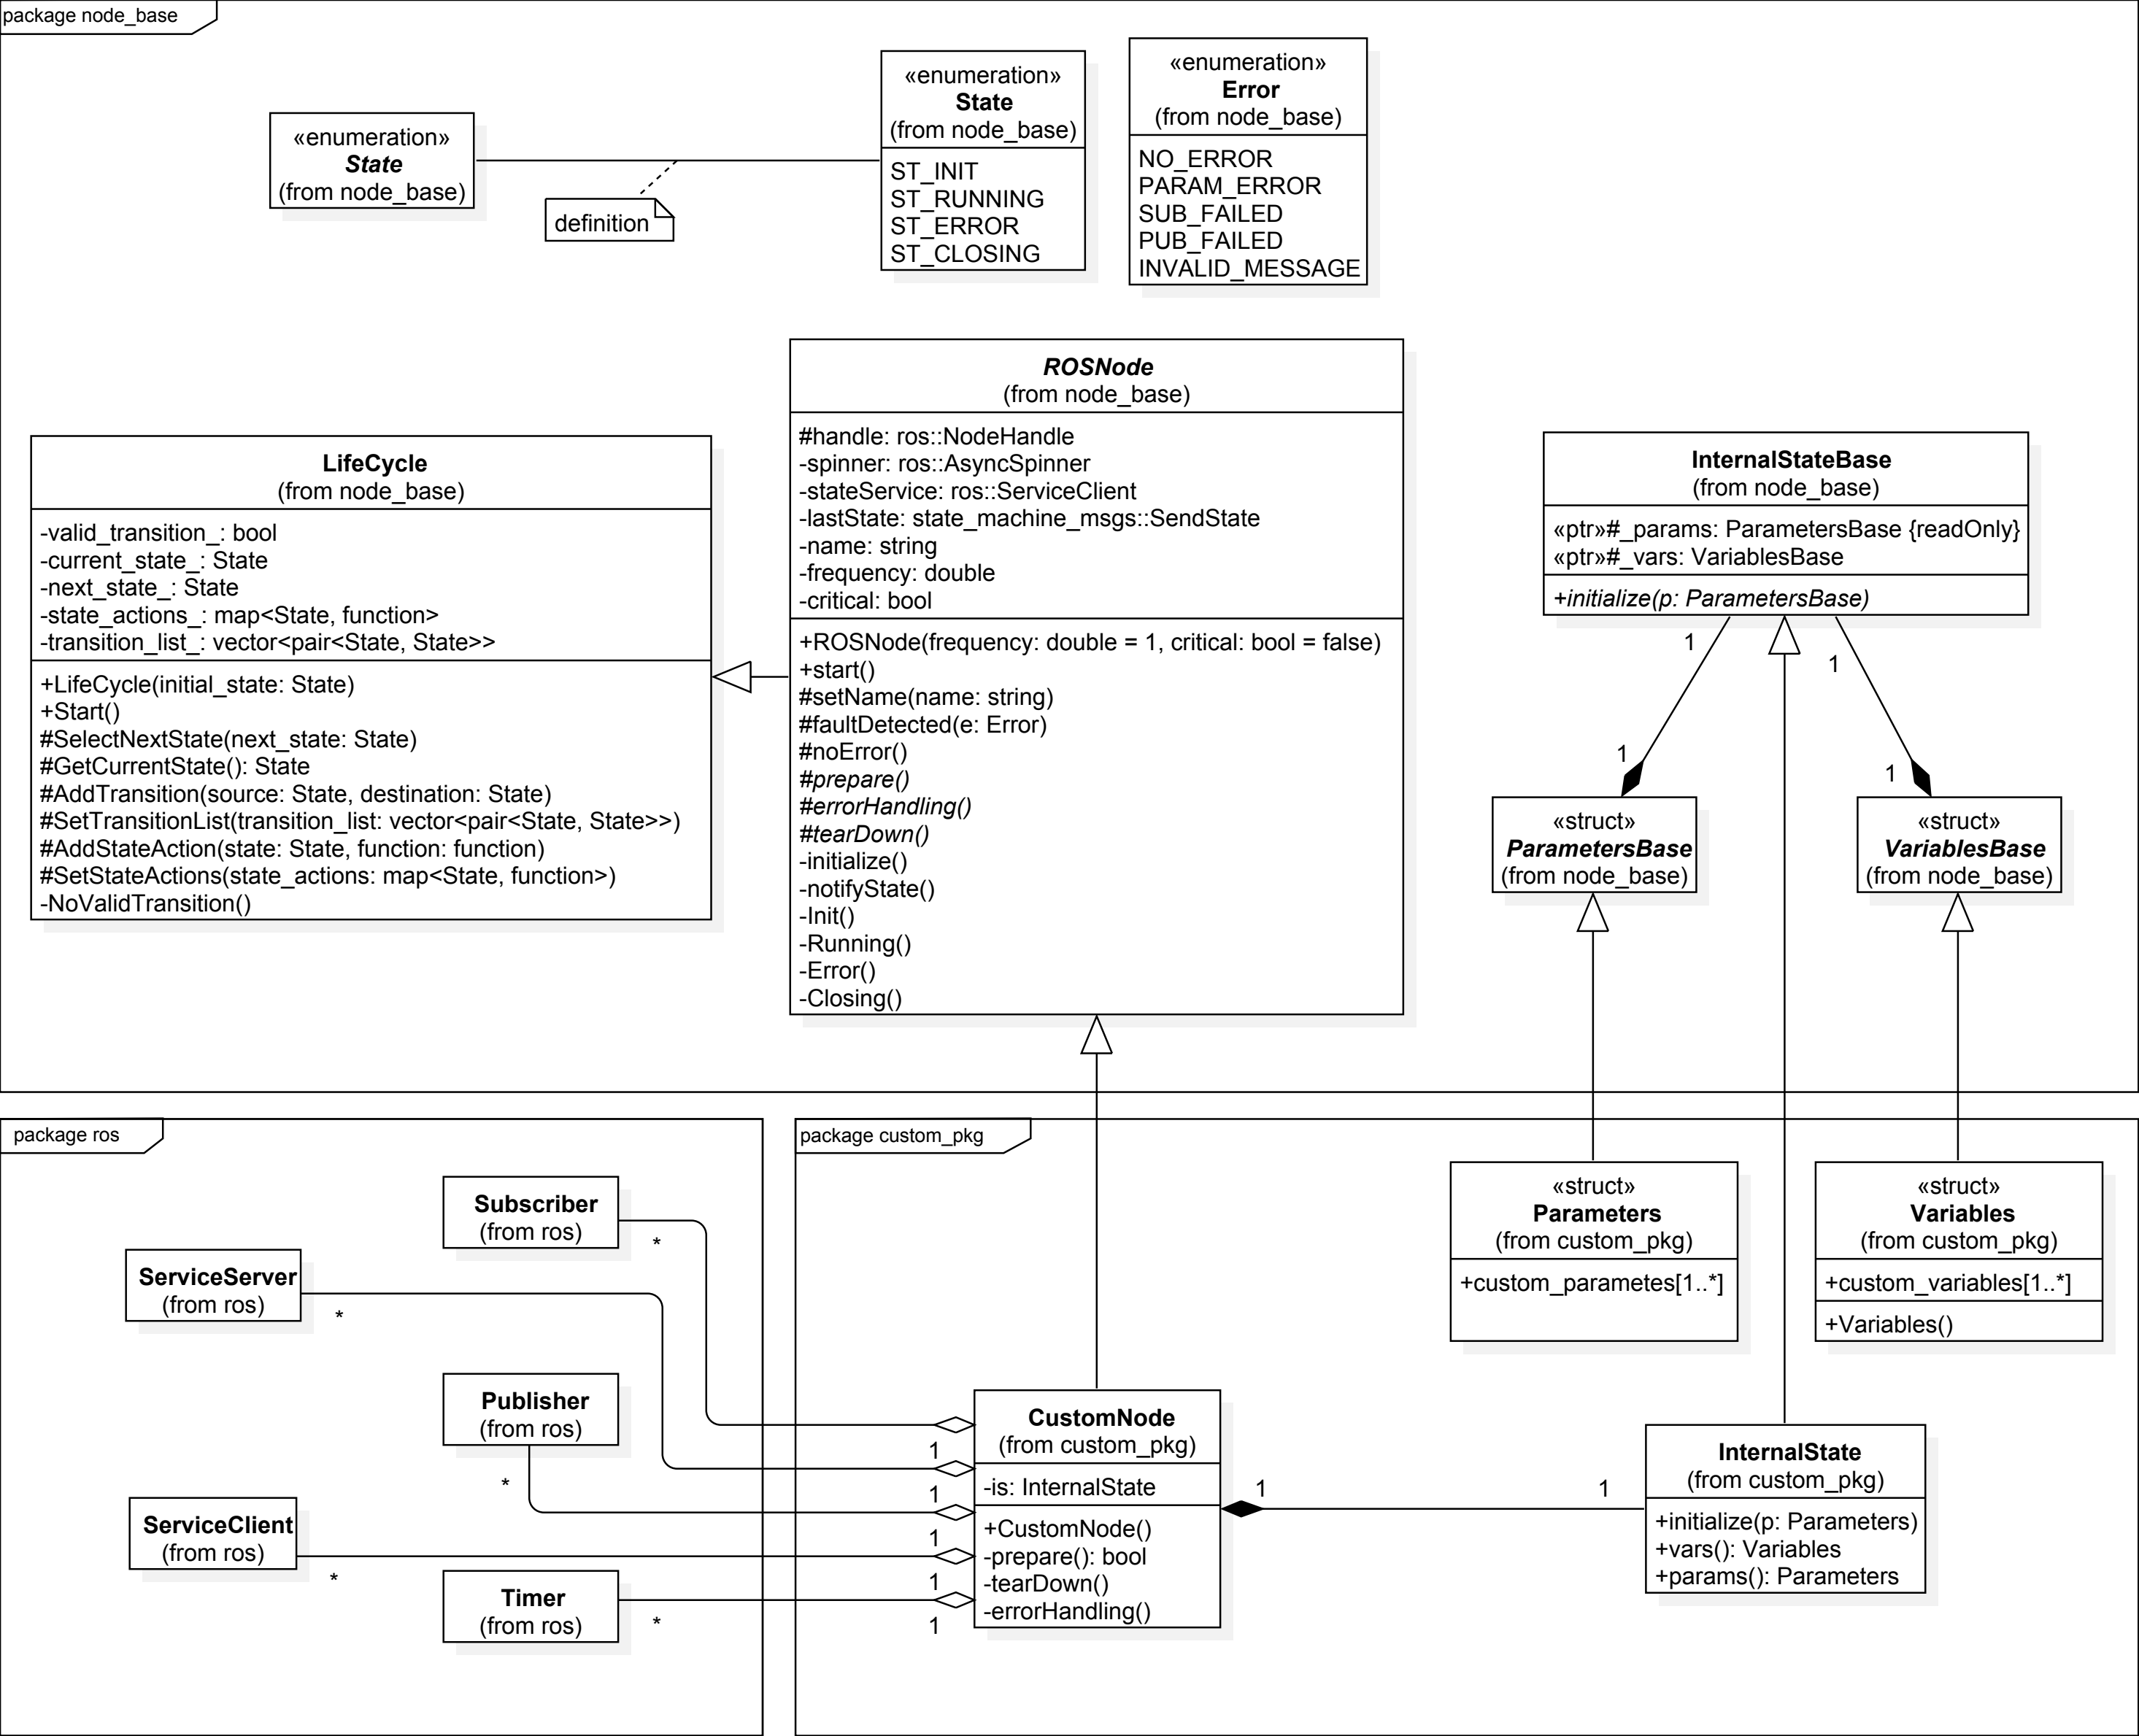 package node_base
«enumeration»
State
(from node_base)
definition
«enumeration»
State
(from node_base)
ST_INIT
ST_RUNNING
ST_ERROR
ST_CLOSING
«enumeration»
Error
(from node_base)
NO_ERROR
PARAM_ERROR
SUB_FAILED
PUB_FAILED
INVALID_MESSAGE
LifeCycle
(from node_base)
-valid_transition_: bool
-current_state_: State
-next_state_: State
-state_actions_: map<State, function>
-transition_list_: vector<pair<State, State>>
+LifeCycle(initial_state: State)
+Start()
#SelectNextState(next_state: State)
#GetCurrentState(): State
#AddTransition(source: State, destination: State)
#SetTransitionList(transition_list: vector<pair<State, State>>)
#AddStateAction(state: State, function: function)
#SetStateActions(state_actions: map<State, function>)
-NoValidTransition()
ROSNode
(from node_base)
#handle: ros::NodeHandle
-spinner: ros::AsyncSpinner
-stateService: ros::ServiceClient
-lastState: state_machine_msgs::SendState
-name: string
-frequency: double
-critical: bool
+ROSNode(frequency: double = 1, critical: bool = false)
+start()
#setName(name: string)
#faultDetected(e: Error)
#noError()
#prepare()
#errorHandling()
#tearDown()
-initialize()
-notifyState()
-Init()
-Running()
-Error()
-Closing()
InternalStateBase
(from node_base)
«ptr»#_params: ParametersBase {readOnly}
«ptr»#_vars: VariablesBase
+initialize(p: ParametersBase)
1
1
1
1
«struct»
ParametersBase
(from node_base)
«struct»
VariablesBase
(from node_base)
package ros
Subscriber
(from ros)
*
ServiceServer
(from ros)
*
Publisher
(from ros)
*
ServiceClient
(from ros)
*
Timer
(from ros)
*
package custom_pkg
«struct»
Parameters
(from custom_pkg)
+custom_parametes[1..*]
«struct»
Variables
(from custom_pkg)
+custom_variables[1..*]
+Variables()
1
1
1
1
1
CustomNode
(from custom_pkg)
-is: InternalState
+CustomNode()
-prepare(): bool
-tearDown()
-errorHandling()
1
1
InternalState
(from custom_pkg)
+initialize(p: Parameters)
+vars(): Variables
+params(): Parameters